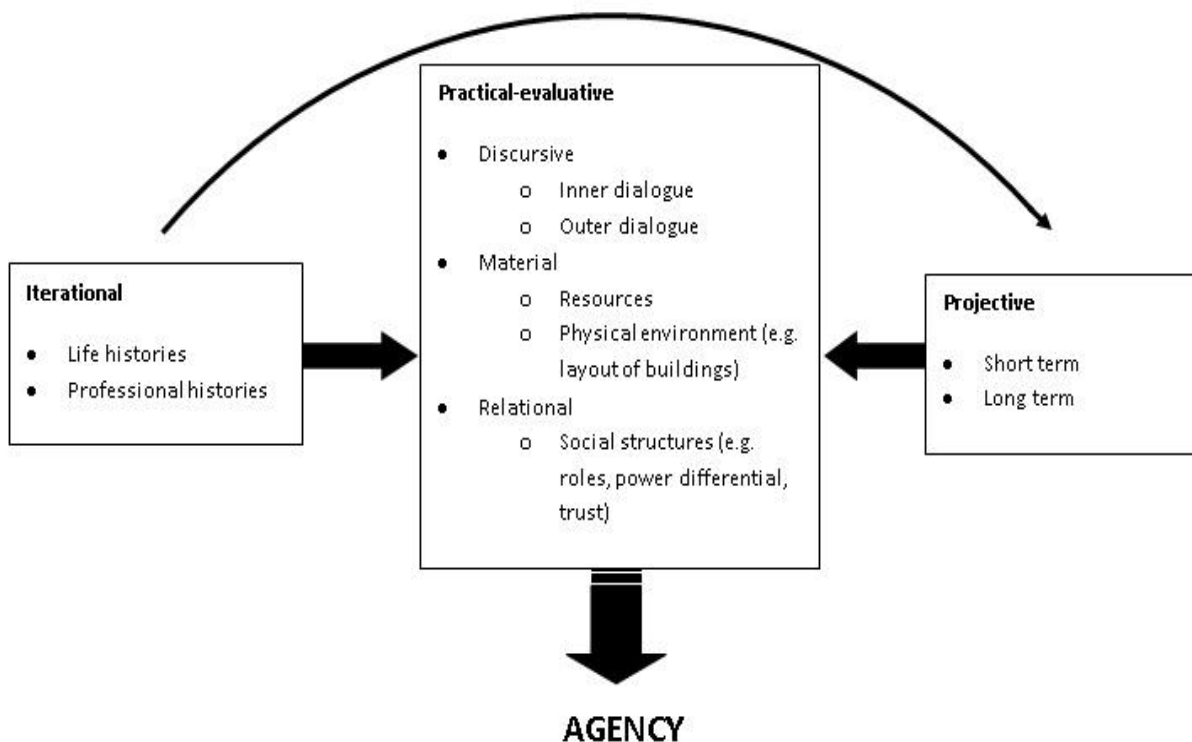 Practical-evaluative
● Discursive
o Inner dialogue
o Outer dialogue
● Material
o Resources
o Physical environment (e.g.
layout of buildings)
● Relational
o Social structures (e.g.
roles, power differential,
trust)
Iterational
● Life histories
● Professional histories
Projective
● Short term
● Long term
AGENCY